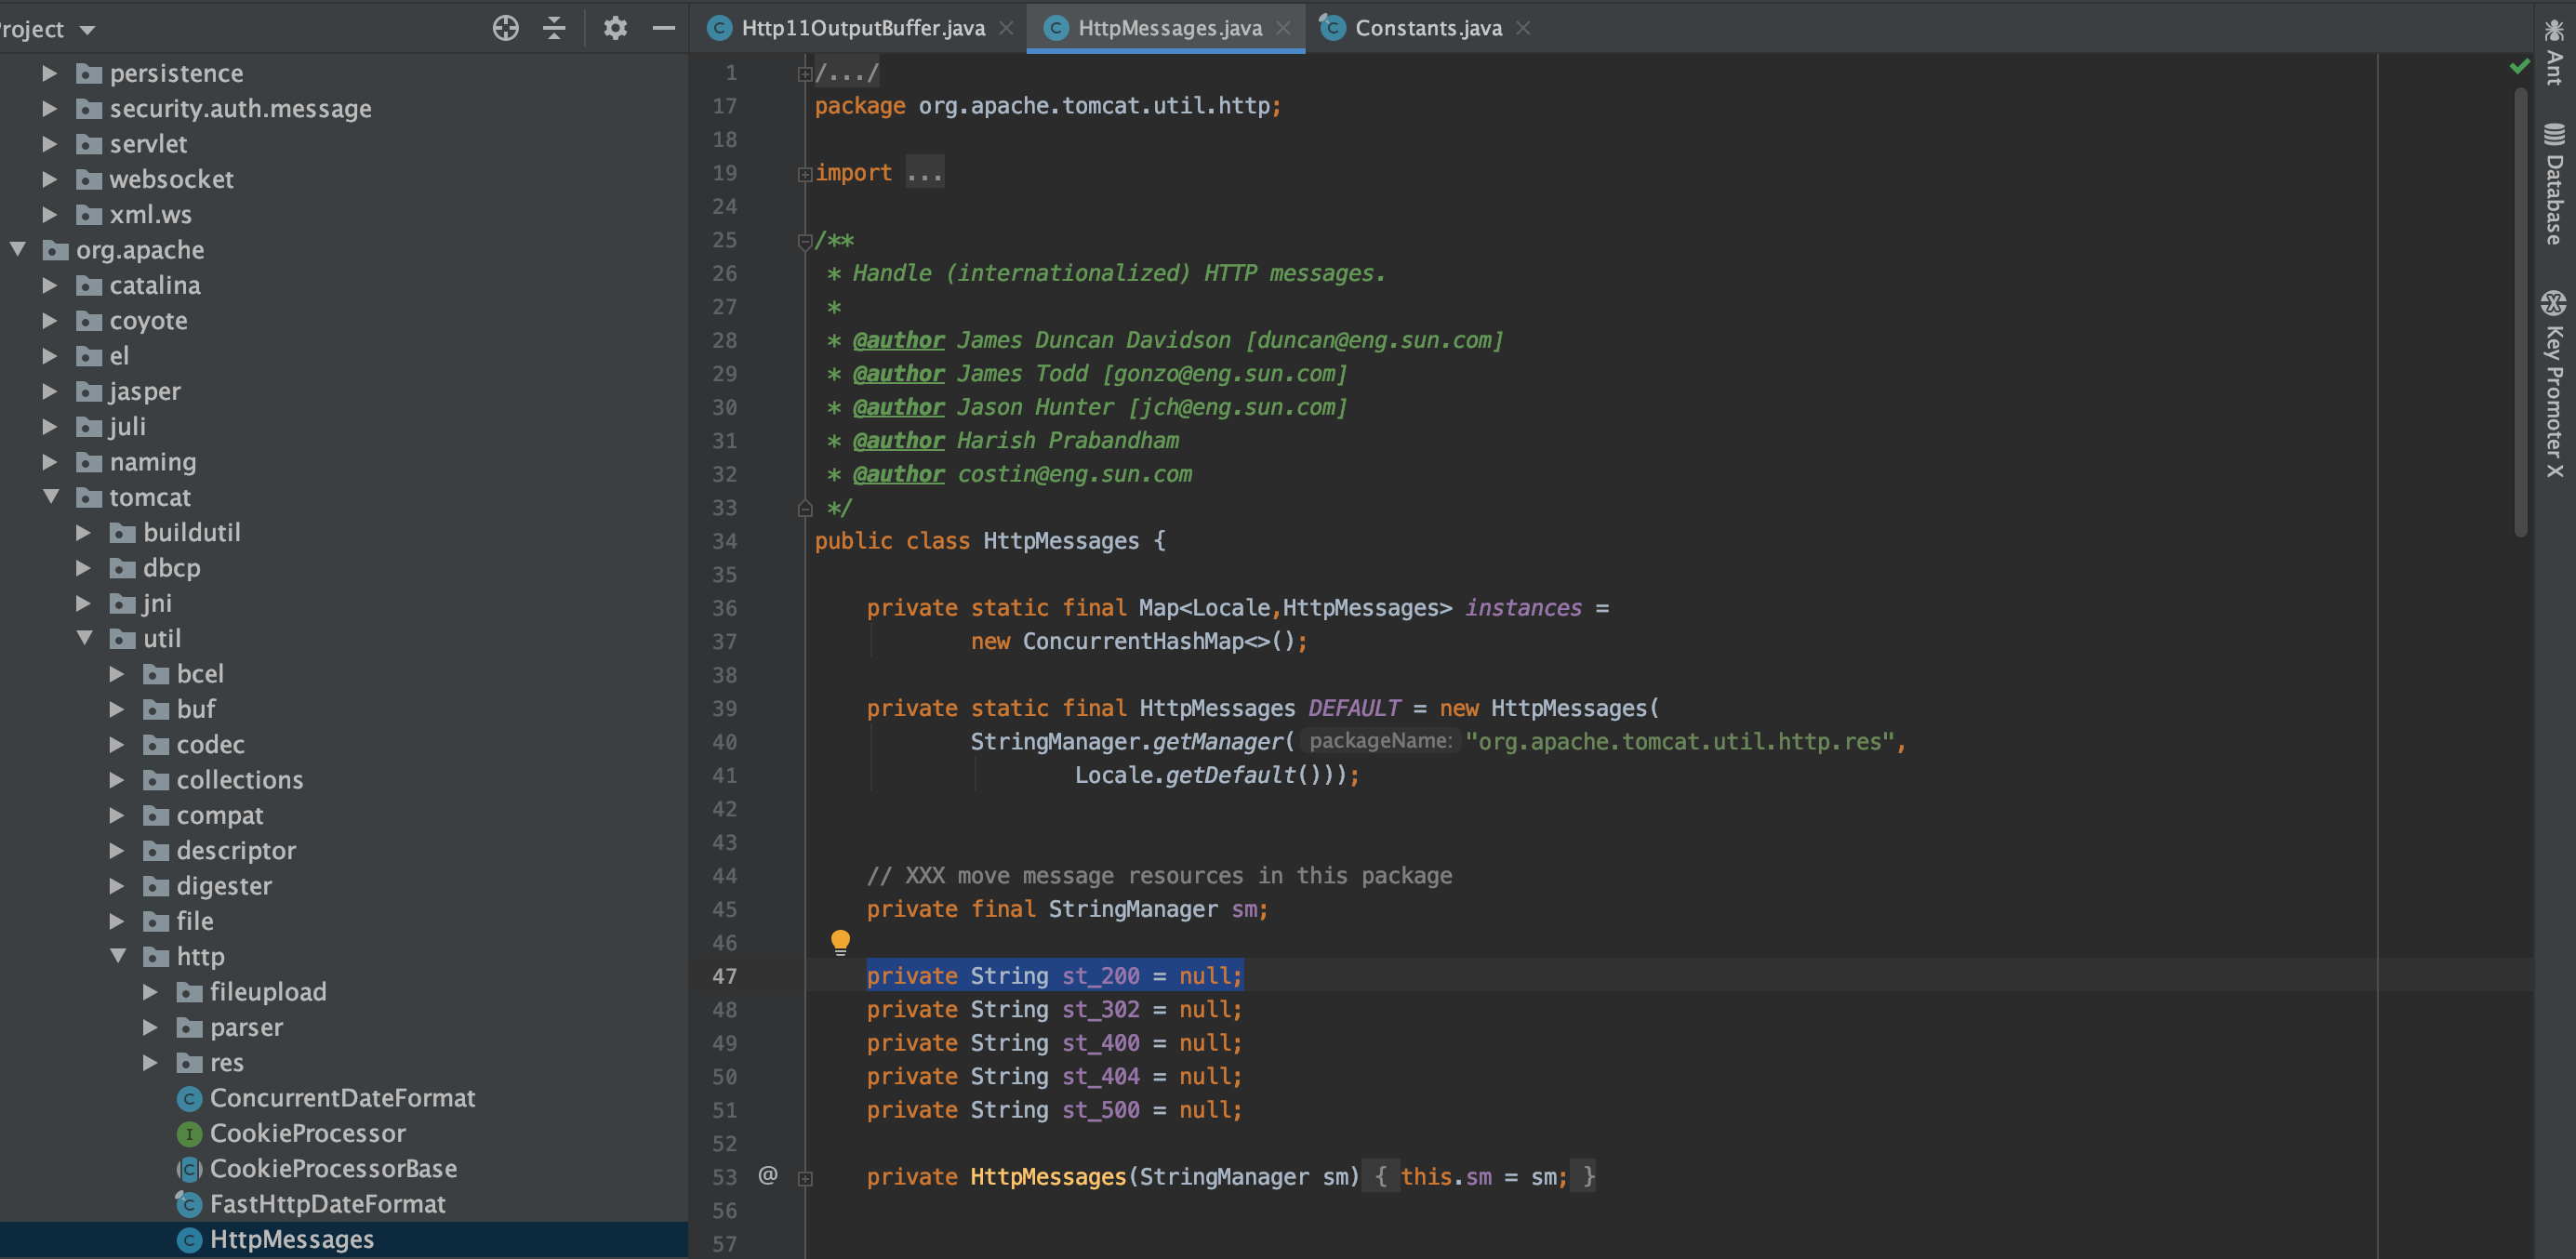 roject
persistence
security.auth.message
servlet
websocket
xml.ws
org.apache
catalina
coyote
el
jasper
juli
naming
tomcat
buildutil
dbcp
jni
util
bcel
buf
codec
collections
compat
descriptor
digester
file
http
fileupload
parser
res
ConcurrentDateFormat
CookieProcessor
CookieProcessorBase
FastHttpDateFormat
HttpMessages
Http11OutputBuffer.java
HttpMessages.java
Constants.java
1 /.../
17 package org.apache.tomcat.util.http;
18
19 import ...
24
25 /**
26 * Handle (internationalized) HTTP messages.
27 *
28 * @author James Duncan Davidson [duncan@eng.sun.com]
29 * @author James Todd [gonzo@eng.sun.com]
30 * @author Jason Hunter [jch@eng.sun.com]
31 * @author Harish Prabandham
32 * @author costin@eng.sun.com
33 */
34 public class HttpMessages {
35
36 private static final Map<Locale,HttpMessages> instances =
37 new ConcurrentHashMap<>();
38
39 private static final HttpMessages DEFAULT = new HttpMessages(
40 StringManager.getManager( packageName: "org.apache.tomcat.util.http.res",
41 Locale.getDefault()));
42
43
44 // XXX move message resources in this package
45 private final StringManager sm;
46
47 private String st_200 = null;
48 private String st_302 = null;
49 private String st_400 = null;
50 private String st_404 = null;
51 private String st_500 = null;
52
53 @ private HttpMessages(StringManager sm) { this.sm = sm; }
56
57
Ant
Database
Key Promoter X